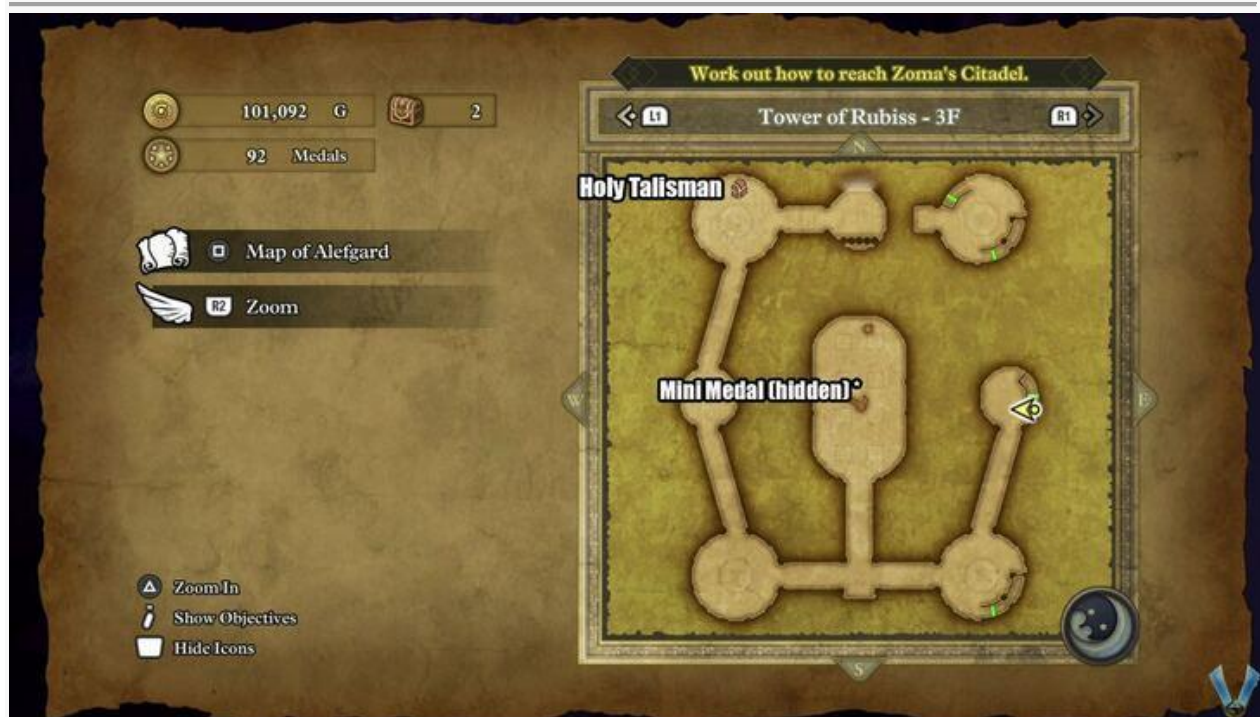 Work out how to reach Zoma's Citadel.
101,092 G
2
92 Medals
L1
Tower of Rubiss - 3F
R1
N
Holy Talisman
Map of Alefgard
R2 Zoom
Mini Medal (hidden)*
W
E
Zoom In
Show Objectives
Hide Icons
S